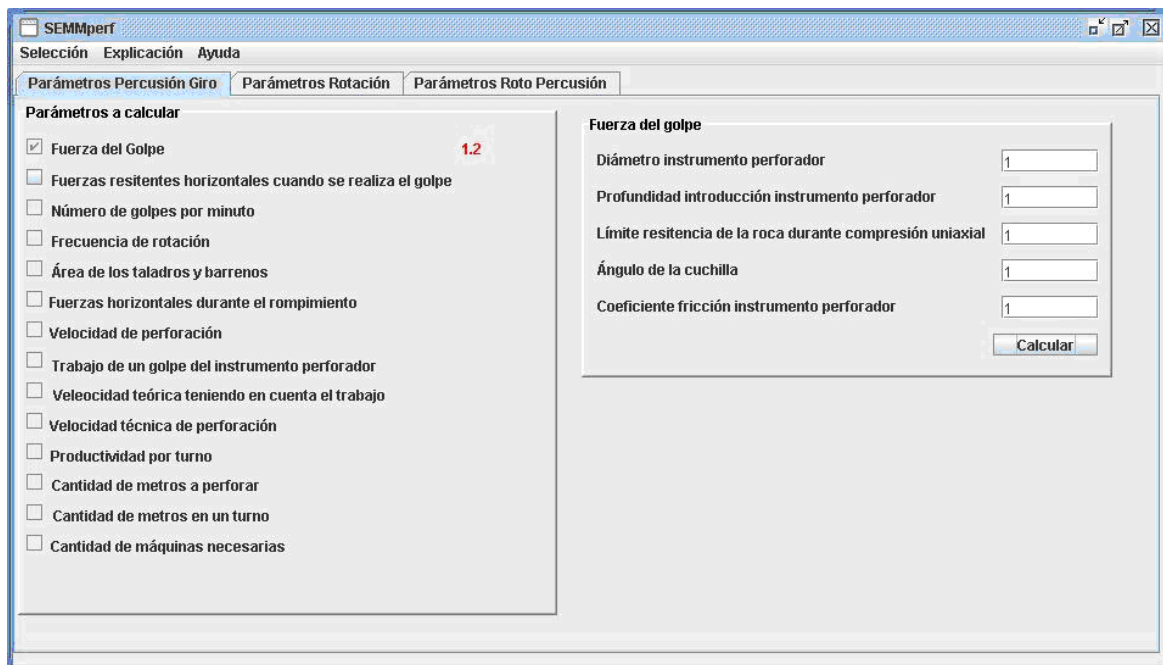 SEMMperf
Selección Explicación Ayuda
Parámetros Percusión Giro Parámetros Rotación Parámetros Roto Percusión
Parámetros a calcular
Fuerza del Golpe 1.2
Fuerzas resitentes horizontales cuando se realiza el golpe
Número de golpes por minuto
Frecuencia de rotación
Área de los taladros y barrenos
Fuerzas horizontales durante el rompimiento
Velocidad de perforación
Trabajo de un golpe del instrumento perforador
Veleocidad teórica teniendo en cuenta el trabajo
Velocidad técnica de perforación
Productividad por turno
Cantidad de metros a perforar
Cantidad de metros en un turno
Cantidad de máquinas necesarias
Fuerza del golpe
Diámetro instrumento perforador 1
Profundidad introducción instrumento perforador 1
Límite resitencia de la roca durante compresión uniaxial 1
Ángulo de la cuchilla 1
Coeficiente fricción instrumento perforador 1
Calcular